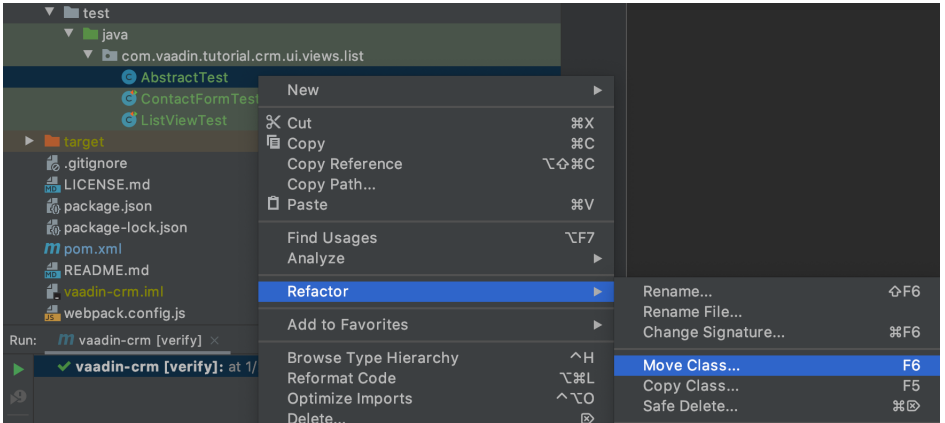 test
java
com.vaadin.tutorial.crm.ui.views.list
AbstractTest
ContactFormTest
ListViewTest
target
.gitignore
LICENSE.md
package.json
package-lock.json
pom.xml
README.md
vaadin-crm.iml
webpack.config.js
Run: vaadin-crm [verify] ×
vaadin-crm [verify]: at 1/
New
Cut ⌘X
Copy ⌘C
Copy Reference ⌥⇧⌘C
Copy Path...
Paste ⌘V
Find Usages ⌥F7
Analyze
Refactor
Add to Favorites
Browse Type Hierarchy ^H
Reformat Code ⌥⌘L
Optimize Imports ^⌥O
Delete... ⌦
Rename... ⇧F6
Rename File...
Change Signature... ⌘F6
Move Class... F6
Copy Class... F5
Safe Delete... ⌘⌦